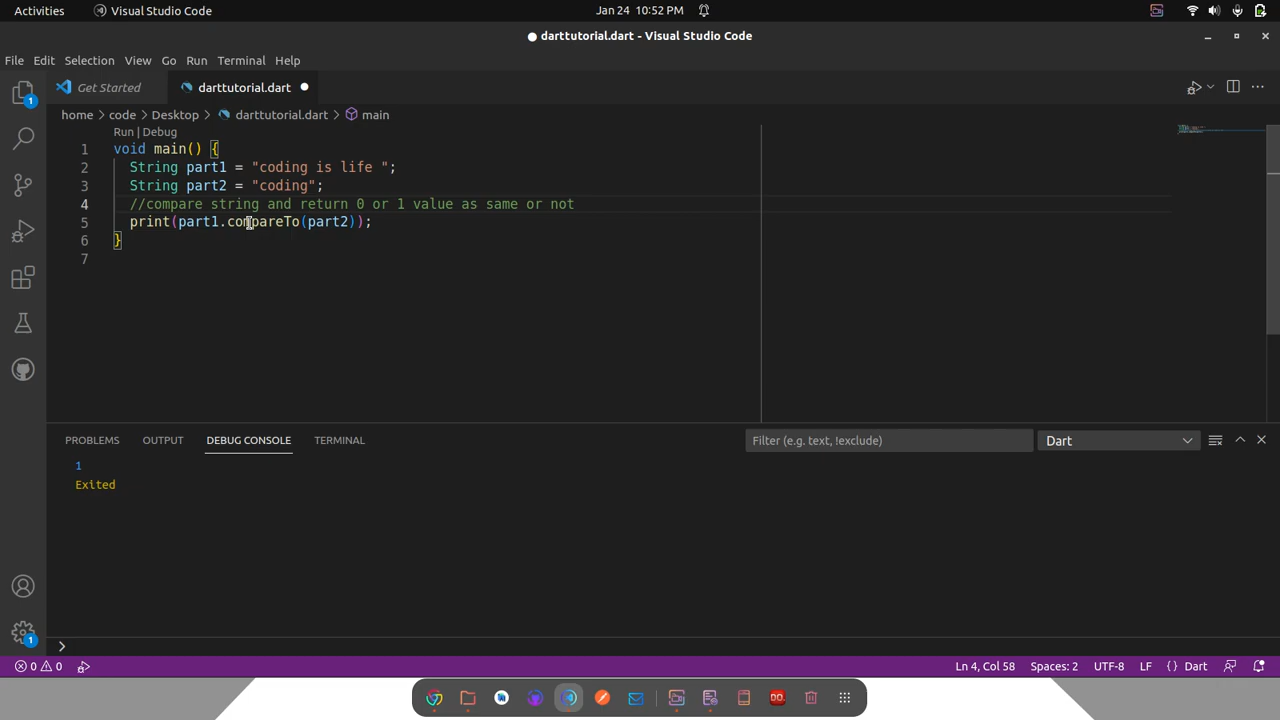 Activities
Visual Studio Code
Jan 24 10:52 PM
● darttutorial.dart - Visual Studio Code
File Edit Selection View Go Run Terminal Help
Get Started
darttutorial.dart
home > code > Desktop > darttutorial.dart > main
Run | Debug
1 void main() {
2 String part1 = "coding is life ";
3 String part2 = "coding";
4 //compare string and return 0 or 1 value as same or not
5 print(part1.compareTo(part2));
6 }
7
PROBLEMS OUTPUT DEBUG CONSOLE TERMINAL
Filter (e.g. text, !exclude)
Dart
1
Exited
1
1
0 0
Ln 4, Col 58 Spaces: 2 UTF-8 LF {} Dart